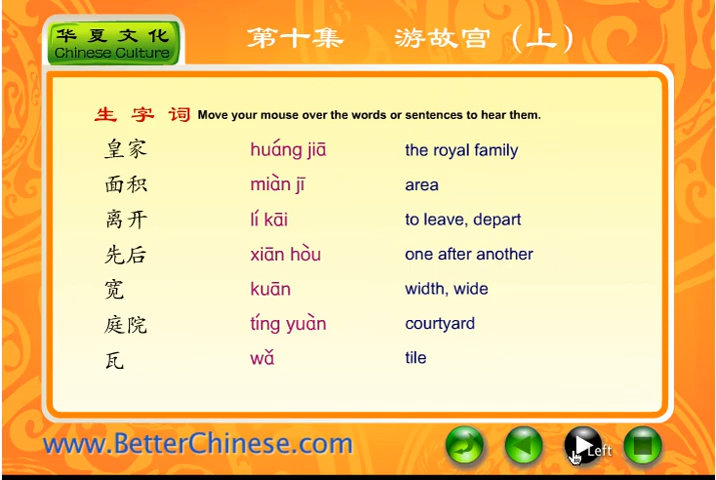 华夏文化
Chinese Culture
第十集 游故宫（上）
生字词 Move your mouse over the words or sentences to hear them.
皇家 huáng jiā the royal family
面积 miàn jī area
离开 lí kāi to leave, depart
先后 xiān hòu one after another
宽 kuān width, wide
庭院 tíng yuàn courtyard
瓦 wǎ tile
www.BetterChinese.com
Left